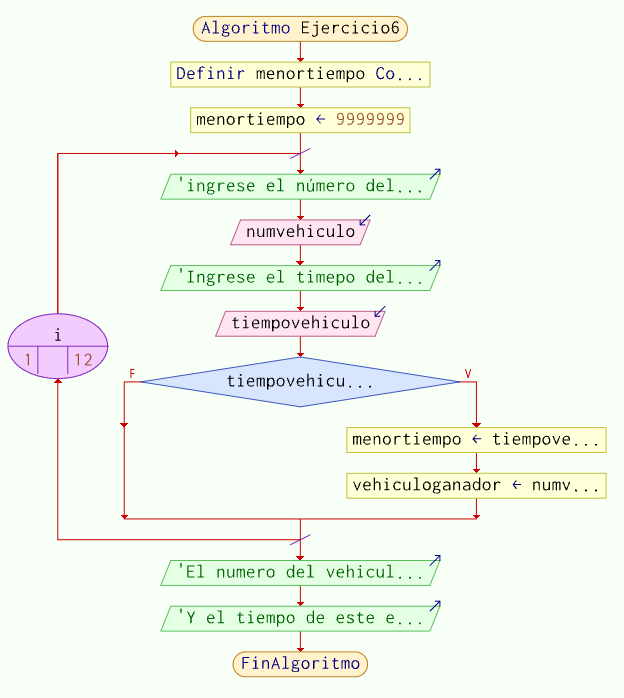 Algoritmo Ejercicio6
Definir menortiempo Co...
menortiempo ← 9999999
'ingrese el número del...
numvehiculo
'Ingrese el timepo del...
tiempovehiculo
i
1 12
F
tiempovehicu...
V
menortiempo ← tiempove...
vehiculoganador ← numv...
'El numero del vehicul...
'Y el tiempo de este e...
FinAlgoritmo